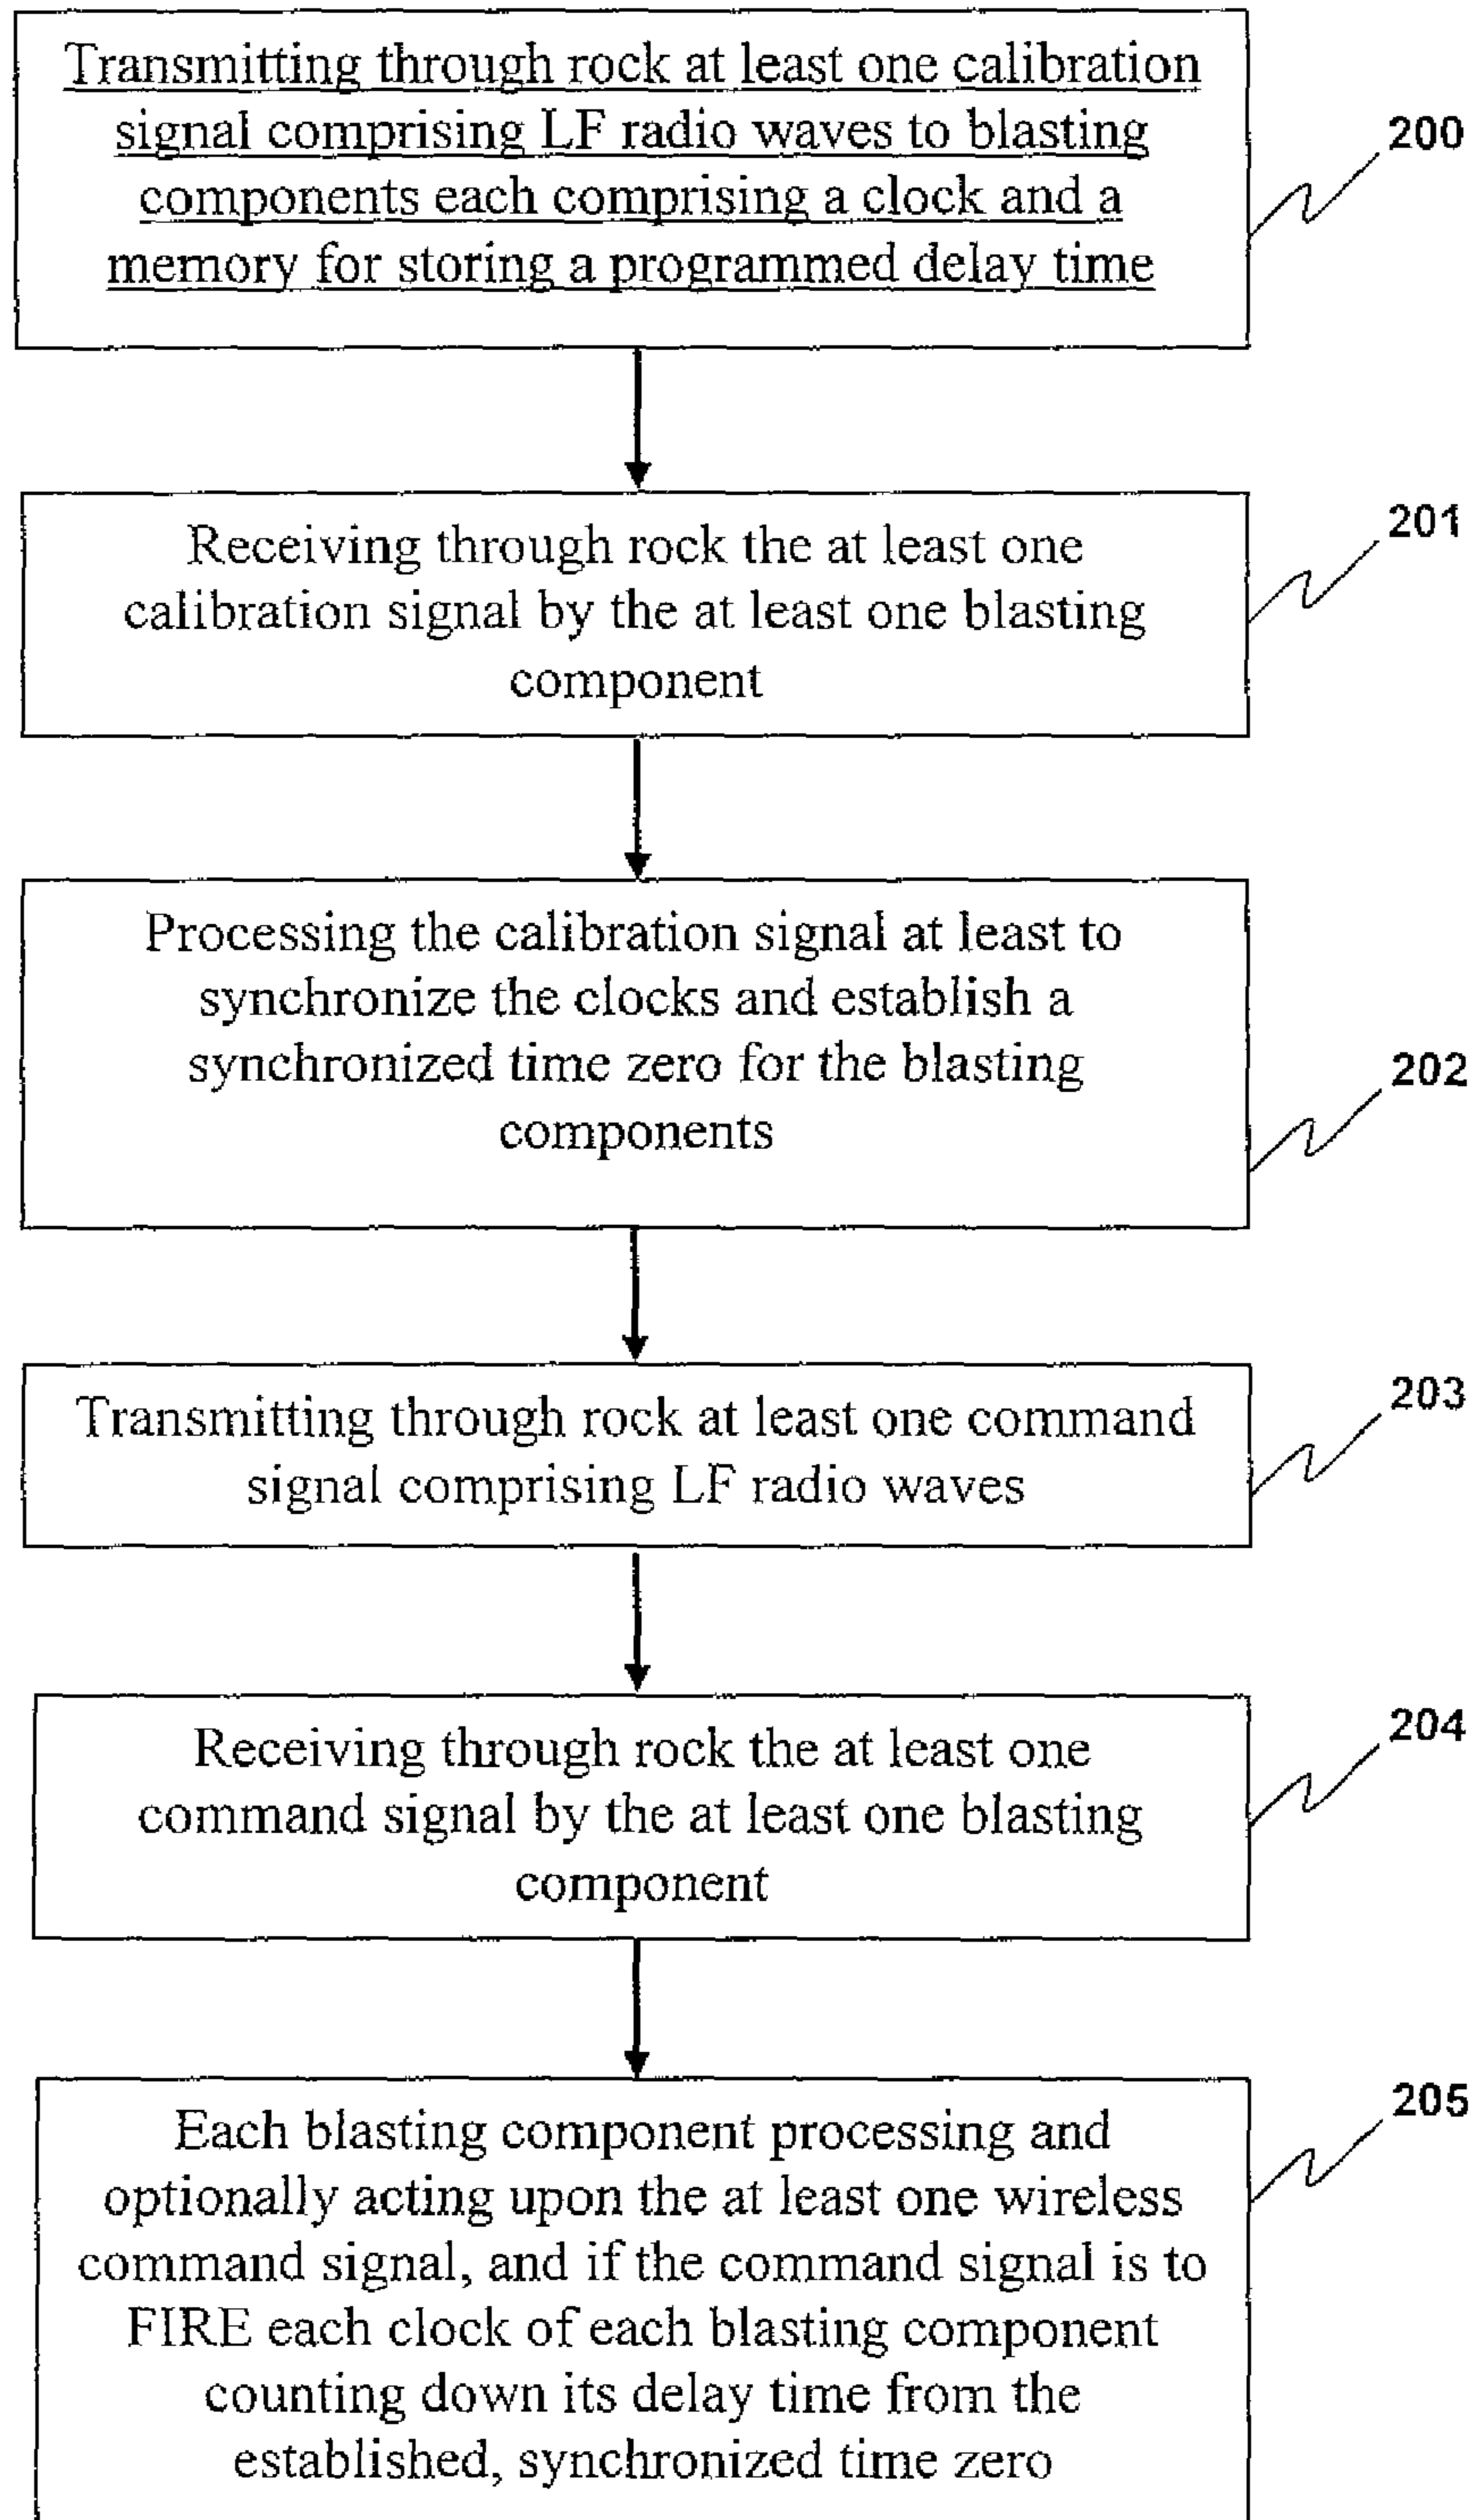 Transmitting through rock at least one calibration
signal comprising LF radio waves to blasting
components each comprising a clock and a
memory for storing a programmed delay time
200
Receiving through rock the at least one
calibration signal by the at least one blasting
component
201
Processing the calibration signal at least to
synchronize the clocks and establish a
synchronized time zero for the blasting
components
202
Transmitting through rock at least one command
signal comprising LF radio waves
203
Receiving through rock the at least one
command signal by the at least one blasting
component
204
Each blasting component processing and
optionally acting upon the at least one wireless
command signal, and if the command signal is to
FIRE each clock of each blasting component
counting down its delay time from the
established, synchronized time zero
205